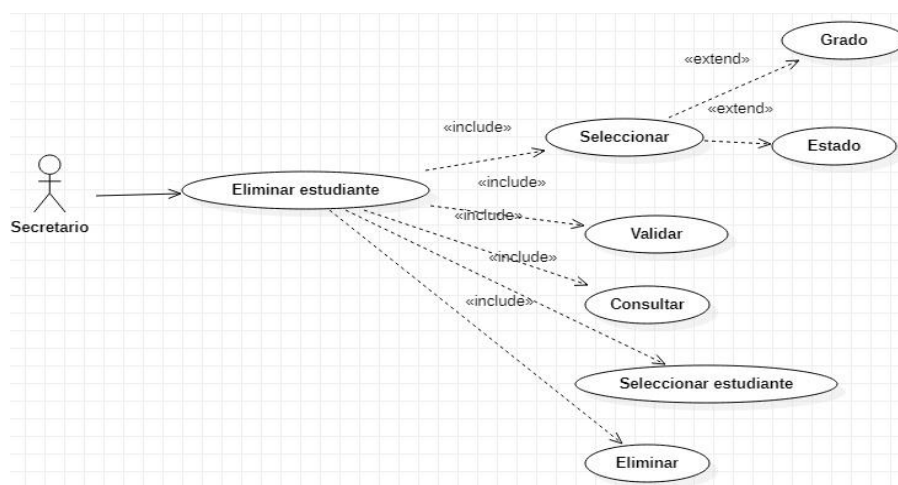 Grado
«extend»
«extend»
«include»
Seleccionar
Estado
Eliminar estudiante
«include»
«include»
Secretario
Validar
«include»
Consultar
«include»
Seleccionar estudiante
Eliminar